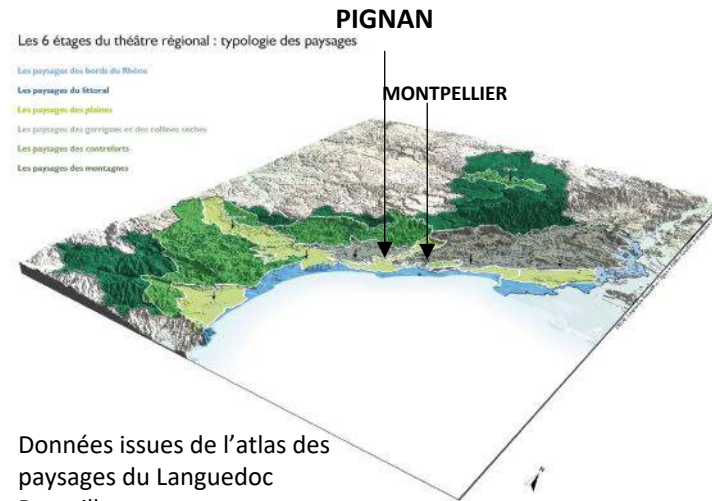 PIGNAN
Les 6 étages du théâtre régional : typologie des paysages
Les paysages des bords du Rhône
MONTPELLIER
Les paysages du littoral
Les paysages des plaines
Les paysages des garrigues et des collines sèches
Les paysages des contreforts
Les paysages des montagnes
N
Données issues de l’atlas des
paysages du Languedoc